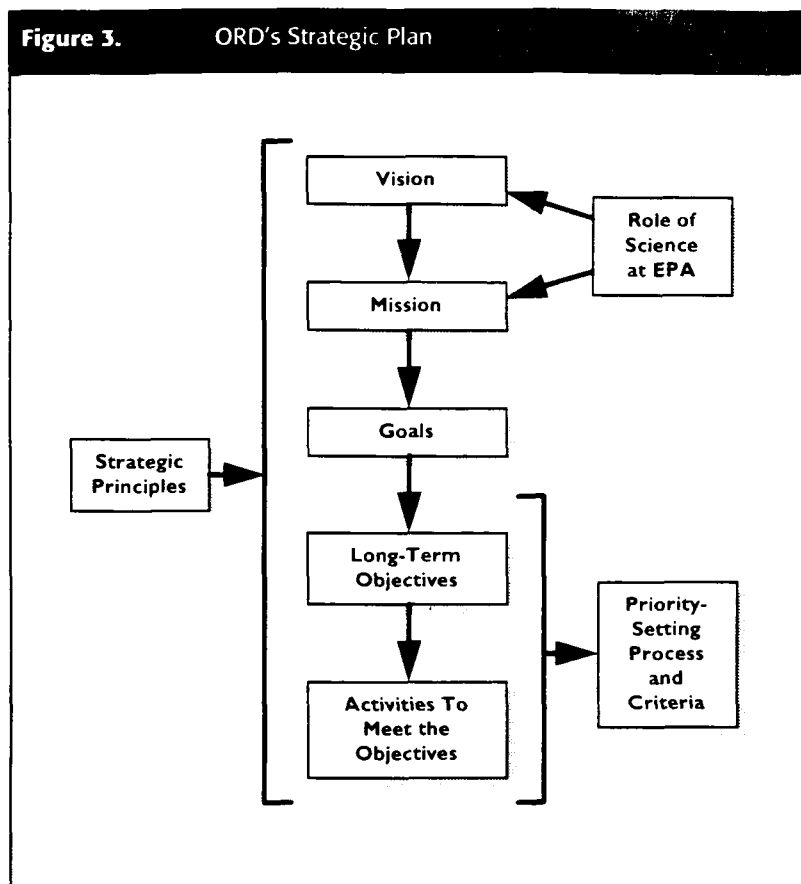 Figure 3. ORD's Strategic Plan
Vision
Role of
Science
at EPA
Mission
Goals
Strategic
Principles
Long-Term
Objectives
Priority-
Setting
Process
and
Criteria
Activities To
Meet the
Objectives